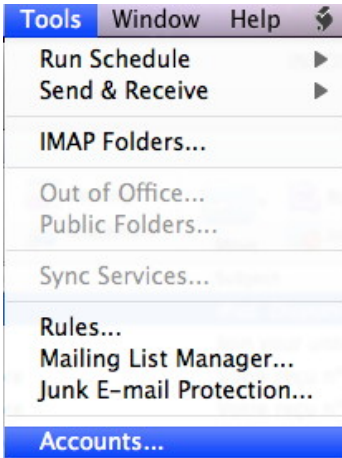 Tools Window Help
Run Schedule
Send & Receive
IMAP Folders...
Out of Office...
Public Folders...
Sync Services...
Rules...
Mailing List Manager...
Junk E-mail Protection...
Accounts...